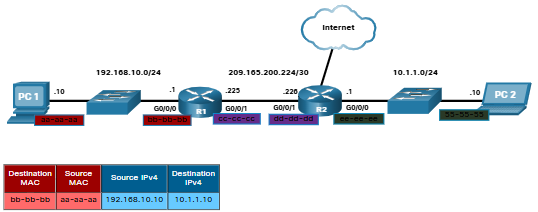 Internet
192.168.10.0/24
209.165.200.224/30
10.1.1.0/24
PC 1
.10
.1
.225
.226
.1
.10
PC 2
G0/0/0
R1
G0/0/1
G0/0/1
R2
G0/0/0
aa-aa-aa
bb-bb-bb
cc-cc-cc
dd-dd-dd
ee-ee-ee
55-55-55
Destination MAC
Source MAC
Source IPv4
Destination IPv4
bb-bb-bb
aa-aa-aa
192.168.10.10
10.1.1.10